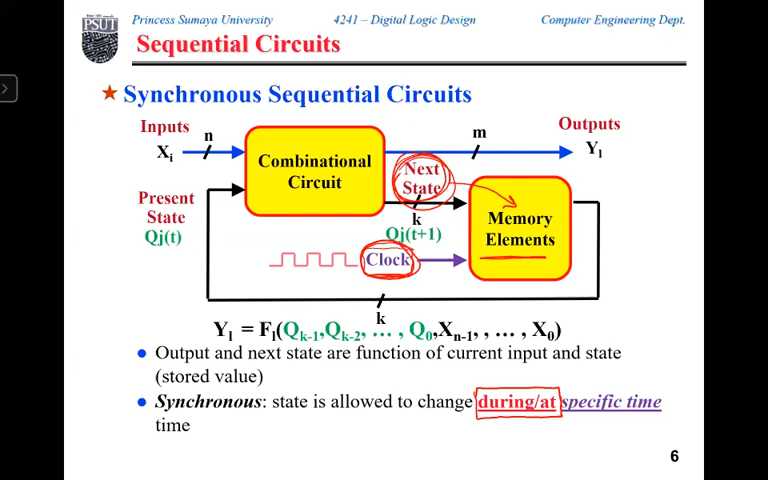 Princess Sumaya University 4241 – Digital Logic Design Computer Engineering Dept.
PSUT
Sequential Circuits
Synchronous Sequential Circuits
Inputs
n
Xi
Combinational
Circuit
m
Outputs
Yl
Next
State
k
Qj(t+1)
Present
State
Qj(t)
Memory
Elements
Clock
k
Yl = Fl(Qk-1,Qk-2, … , Q0,Xn-1, , … , X0)
Output and next state are function of current input and state
(stored value)
Synchronous: state is allowed to change during/at specific time
time
6